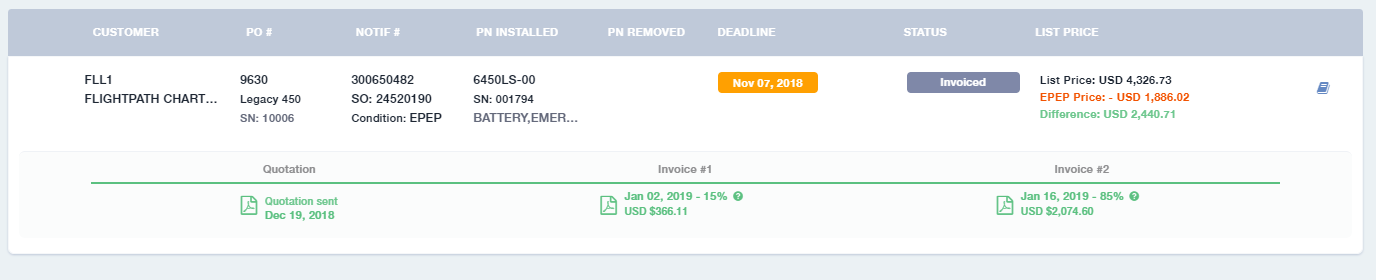 CUSTOMER PO # NOTIF # PN INSTALLED PN REMOVED DEADLINE STATUS LIST PRICE
FLL1 9630 300650482 6450LS-00 Nov 07, 2018 Invoiced List Price: USD 4,326.73
FLIGHTPATH CHART... Legacy 450 SO: 24520190 SN: 001794 EPEP Price: - USD 1,886.02
SN: 10006 Condition: EPEP BATTERY,EMER... Difference: USD 2,440.71
Quotation Invoice #1 Invoice #2
Quotation sent Jan 02, 2019 - 15% Jan 16, 2019 - 85%
Dec 19, 2018 USD $366.11 USD $2,074.60